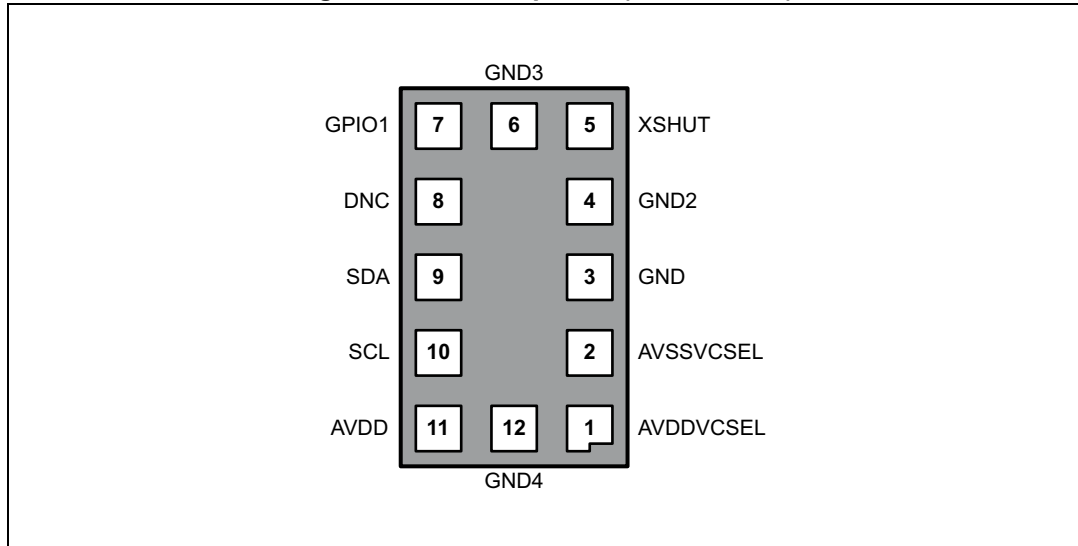 GND3
GPIO1 7 6 5 XSHUT
DNC 8 4 GND2
SDA 9 3 GND
SCL 10 2 AVSSVCSEL
AVDD 11 12 1 AVDDVCSEL
GND4